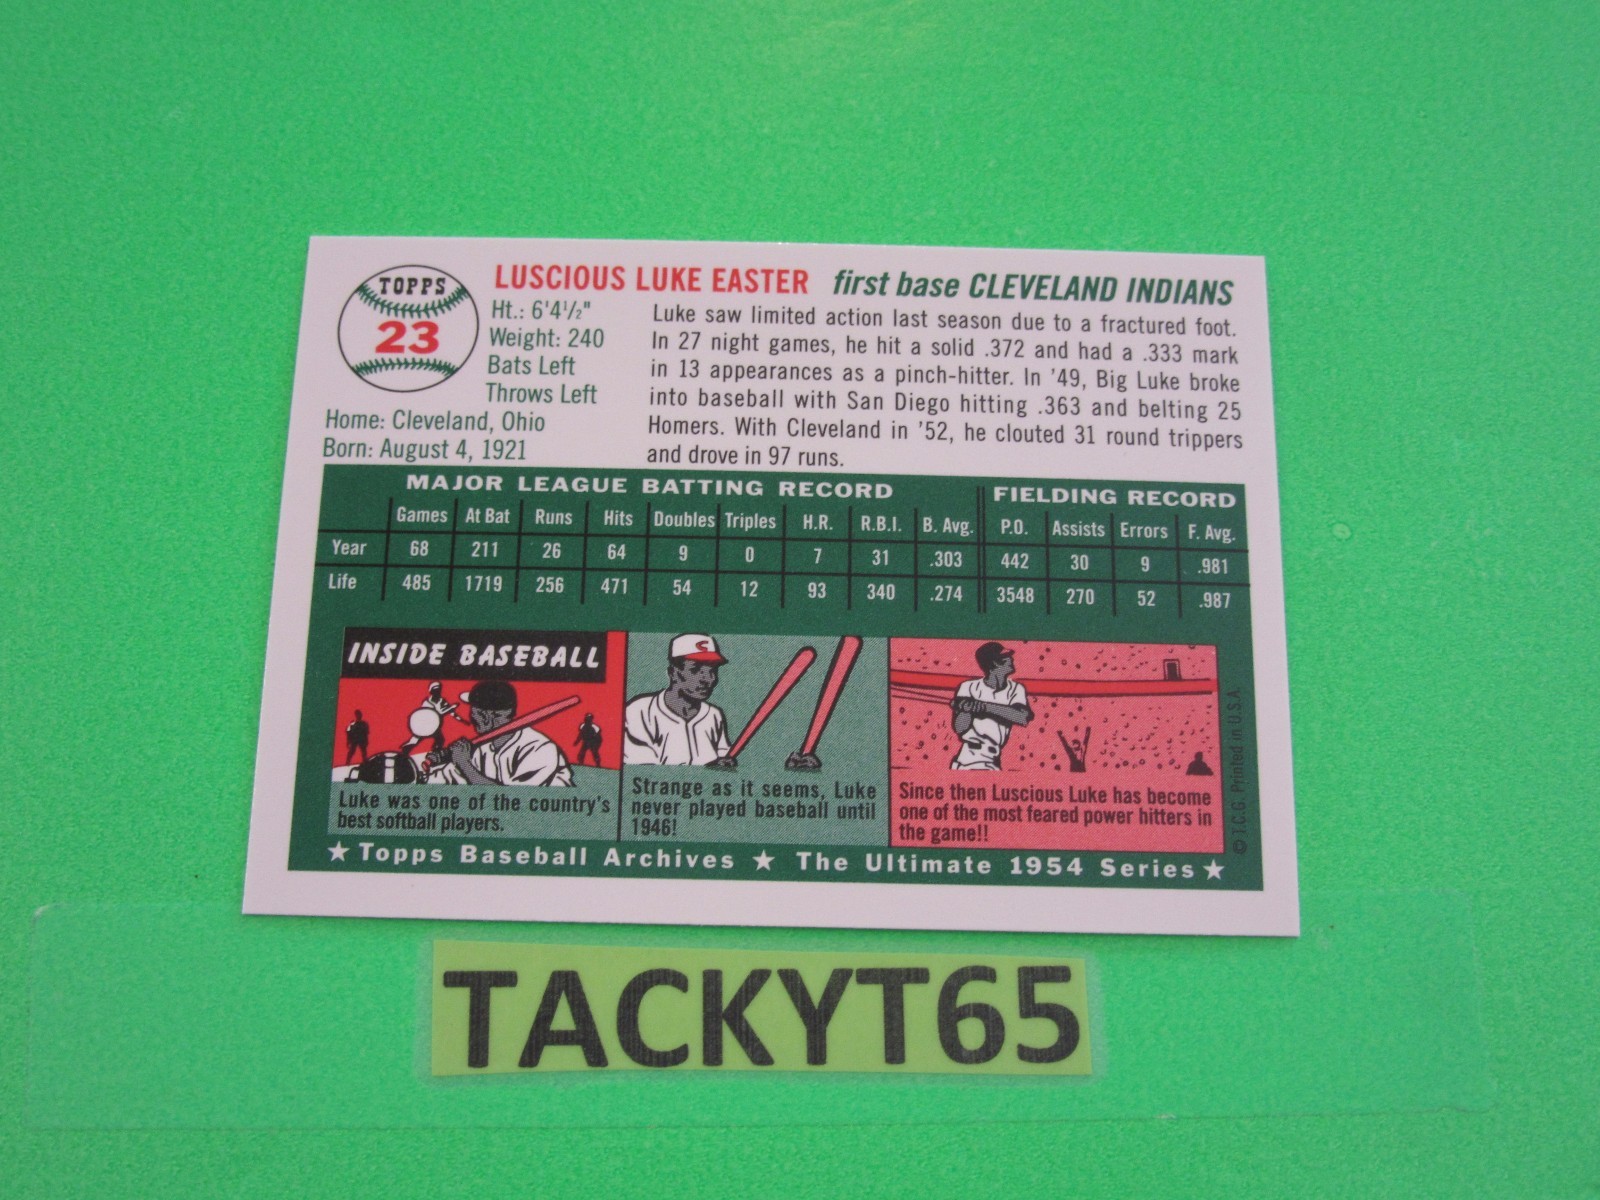 TOPPS
23
LUSCIOUS LUKE EASTER first base CLEVELAND INDIANS
Ht.: 6'4½"
Weight: 240
Bats Left
Throws Left
Home: Cleveland, Ohio
Born: August 4, 1921
Luke saw limited action last season due to a fractured foot.
In 27 night games, he hit a solid .372 and had a .333 mark
in 13 appearances as a pinch-hitter. In '49, Big Luke broke
into baseball with San Diego hitting .363 and belting 25
Homers. With Cleveland in '52, he clouted 31 round trippers
and drove in 97 runs.
MAJOR LEAGUE BATTING RECORD FIELDING RECORD
Games At Bat Runs Hits Doubles Triples H.R. R.B.I. B. Avg. P.O. Assists Errors F. Avg.
Year 68 211 26 64 9 0 7 31 .303 442 30 9 .981
Life 485 1719 256 471 54 12 93 340 .274 3548 270 52 .987
INSIDE BASEBALL
C
Luke was one of the country's
best softball players.
Strange as it seems, Luke
never played baseball until
1946!
Since then Luscious Luke has become
one of the most feared power hitters in
the game!!
© T.C.G. Printed in U.S.A.
★ Topps Baseball Archives ★ The Ultimate 1954 Series ★
TACKYT65